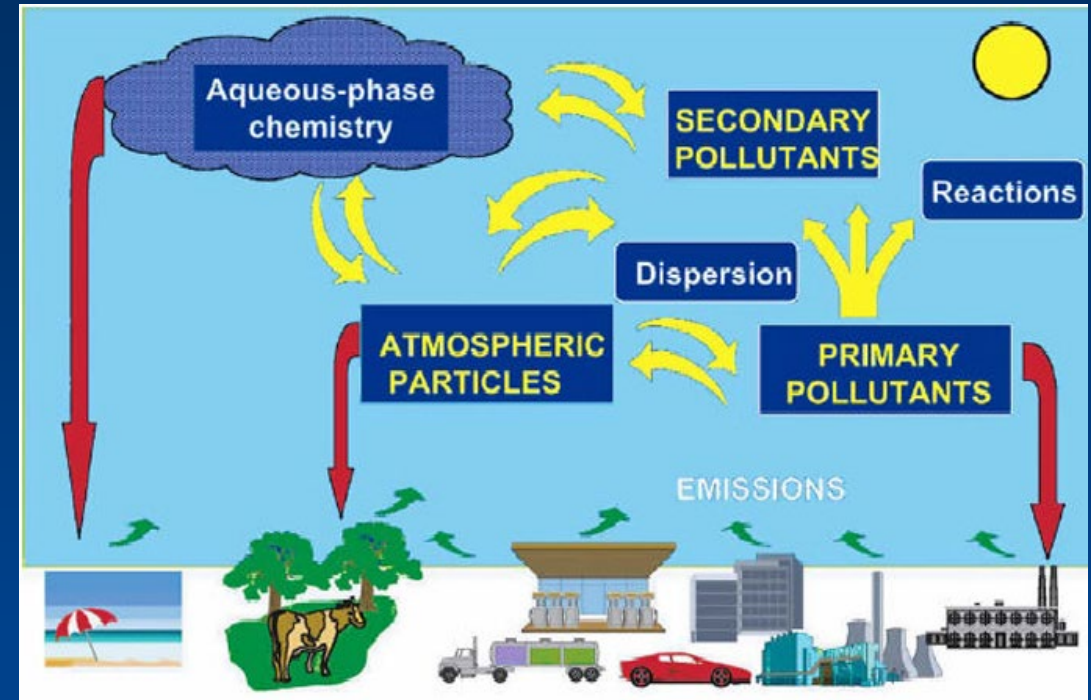 Aqueous-phase
chemistry
SECONDARY
POLLUTANTS
Reactions
Dispersion
ATMOSPHERIC
PARTICLES
PRIMARY
POLLUTANTS
EMISSIONS